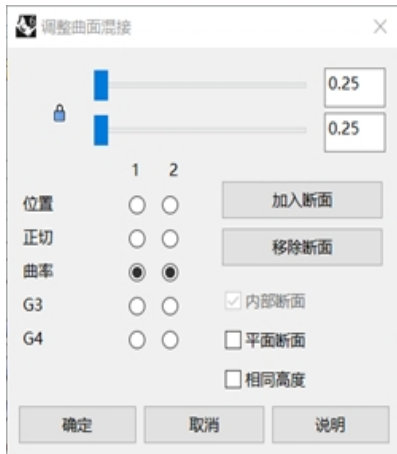 调整曲面混接
0.25
0.25
1 2
位置
加入断面
正切
移除断面
曲率
G3
内部断面
G4
平面断面
相同高度
确定 取消 说明